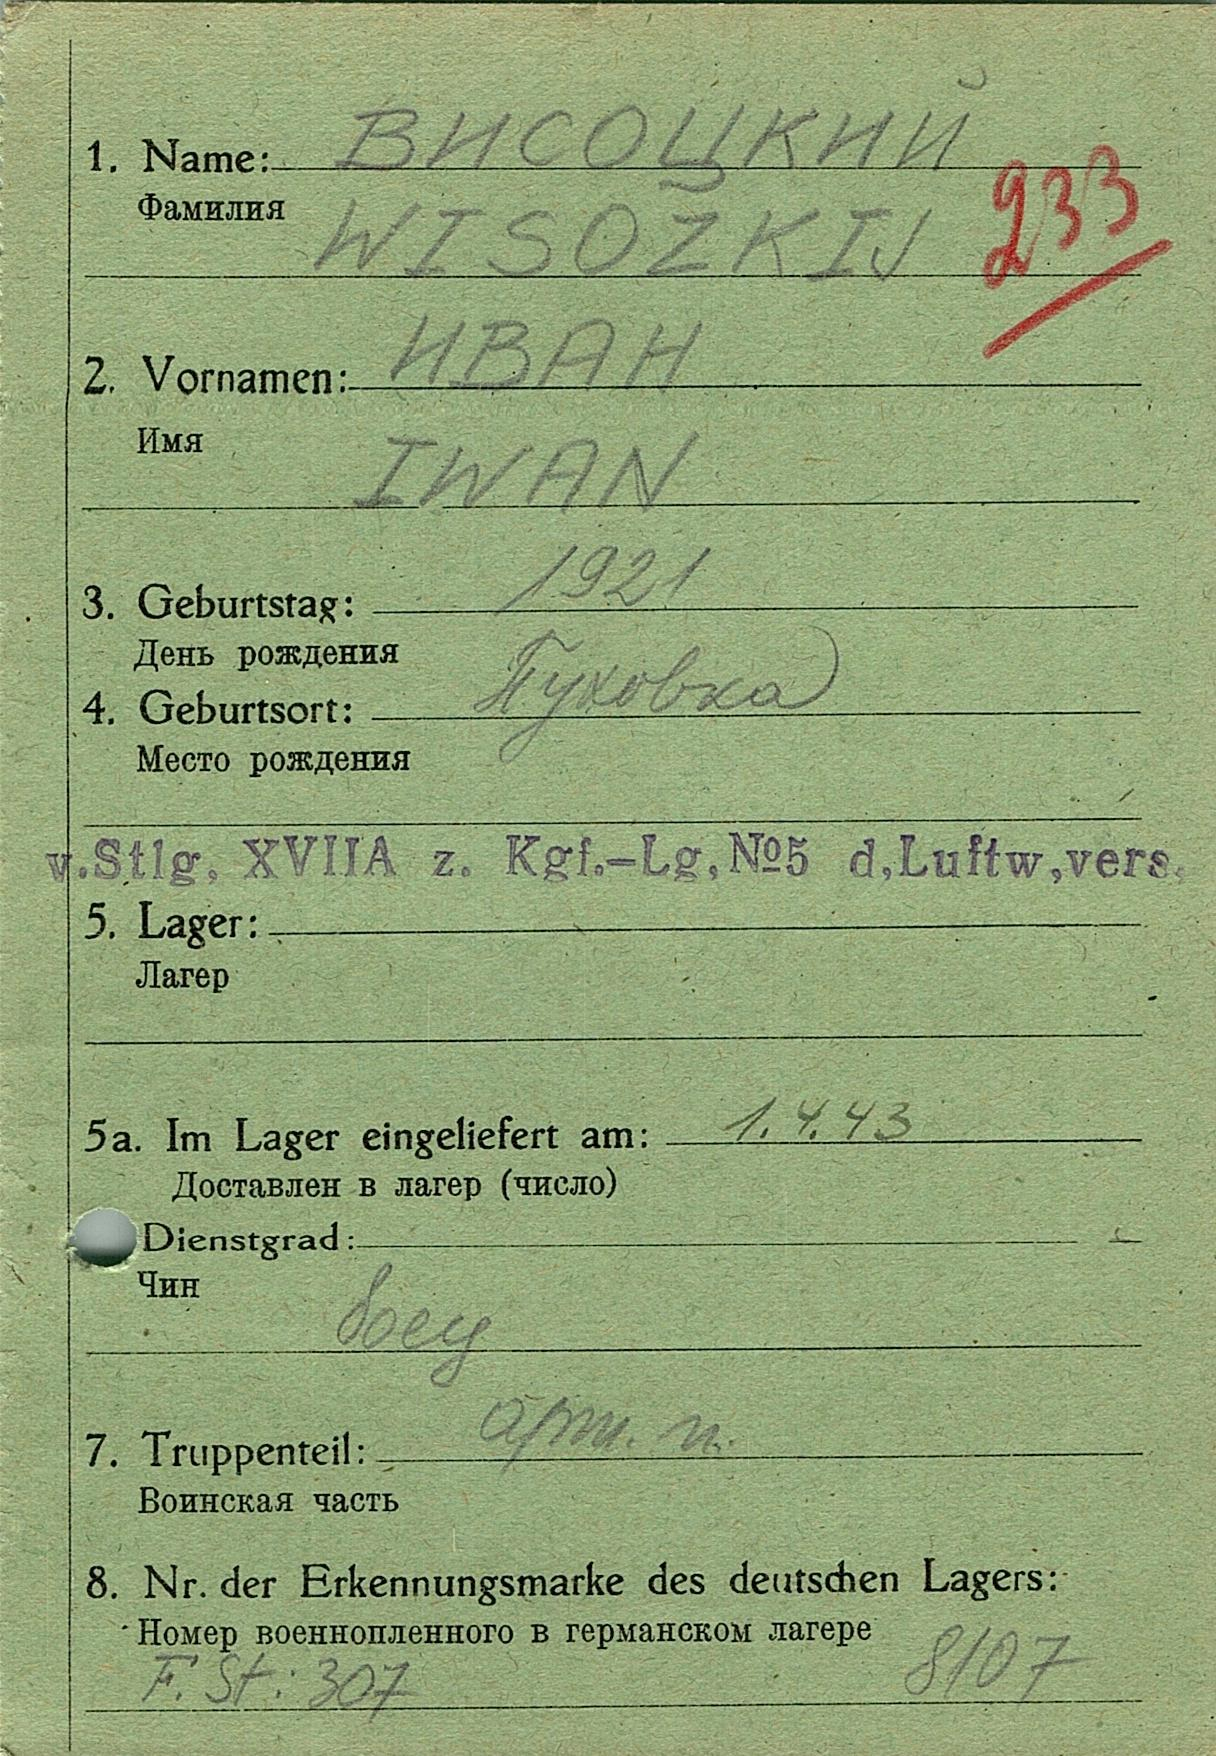 1. Name: ВИСОЦКИЙ
Фамилия
WISOZKIJ
233
2. Vornamen: ИВАН
Имя
IWAN
3. Geburtstag: 1921
День рождения
4. Geburtsort: Пуховка
Место рождения
v.Stlg. XVIIA z. Kgf.-Lg, №5 d,Luftw,vers.
5. Lager:
Лагер
5a. Im Lager eingeliefert am: 1.4.43
Доставлен в лагер (число)
Dienstgrad:
Чин
боец
7. Truppenteil: арт. п.
Воинская часть
8. Nr. der Erkennungsmarke des deutschen Lagers:
Номер военнопленного в германском лагере
F. St.: 307 8107